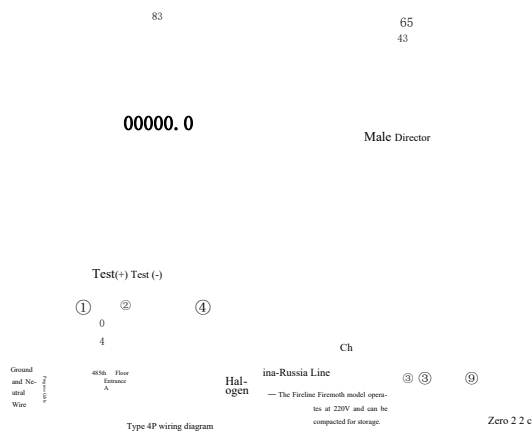 83
65
43
00000.0
Male Director
Test(+) Test (-)
① ② ④
0
4
Ch
ina-Russia Line
③ ③ ⑨
Ground
and Ne-
utral
Wire
485th Floor
Entrance
A
Hal-
ogen
— The Fireline Firemoth model opera-
tes at 220V and can be
compacted for storage.
Type 4P wiring diagram
Zero 2 2 c